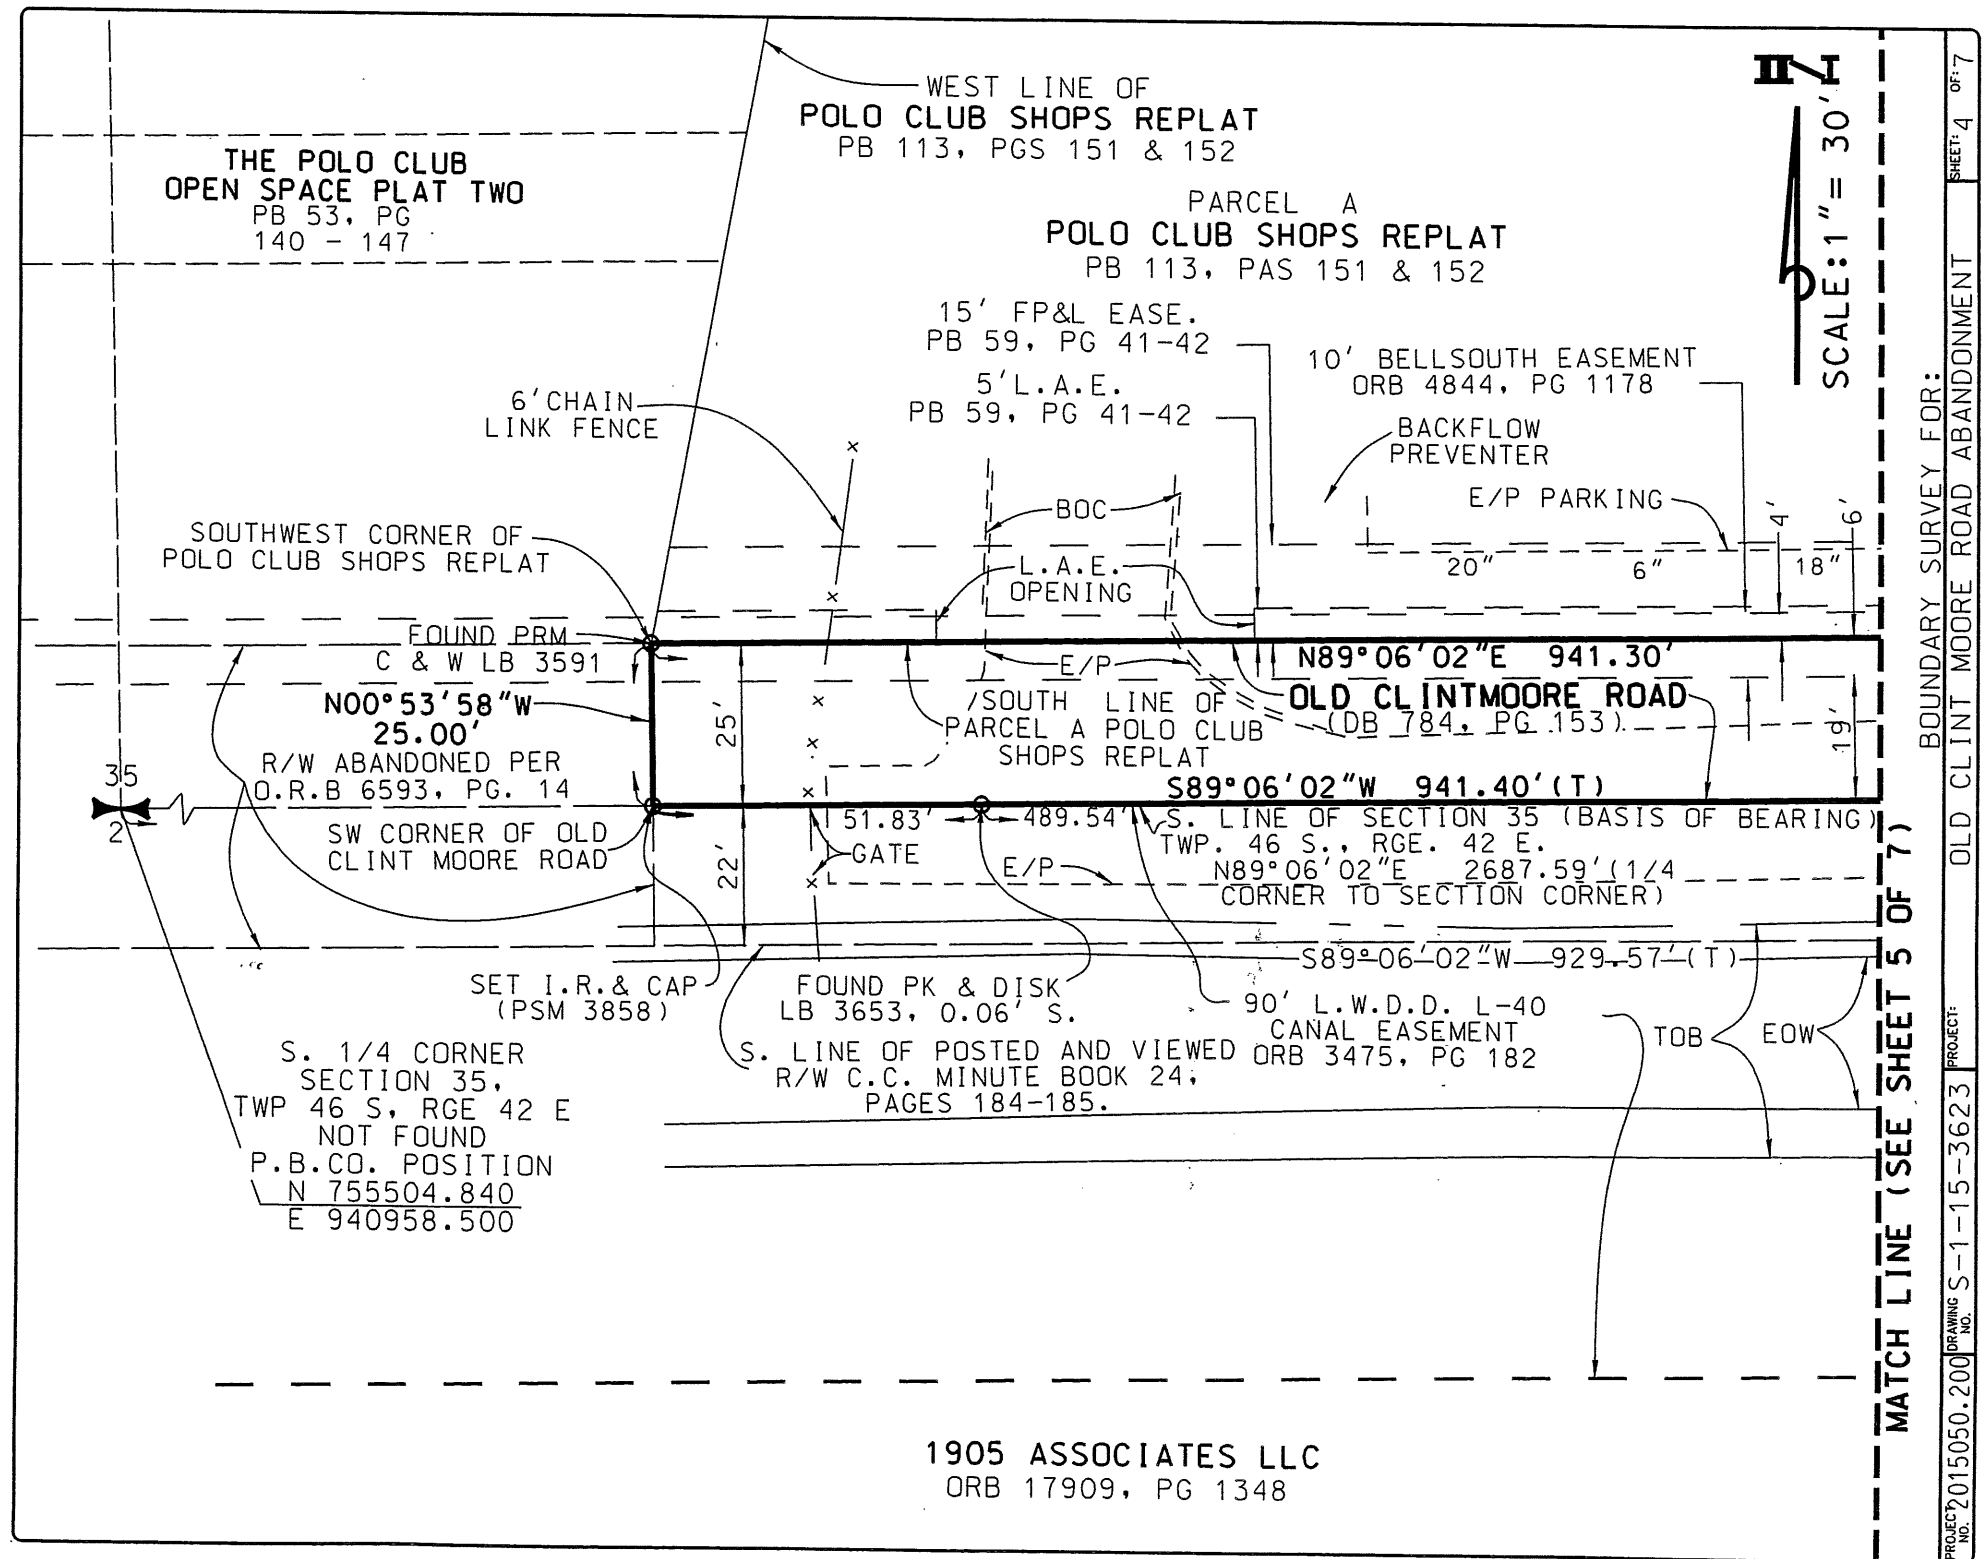 WEST LINE OF
POLO CLUB SHOPS REPLAT
PB 113, PGS 151 & 152
THE POLO CLUB
OPEN SPACE PLAT TWO
PB 53, PG
140 - 147
PARCEL A
POLO CLUB SHOPS REPLAT
PB 113, PAS 151 & 152
SCALE:1"= 30'
15' FP&L EASE.
PB 59, PG 41-42
5'L.A.E.
PB 59, PG 41-42
10' BELLSOUTH EASEMENT
ORB 4844, PG 1178
6'CHAIN
LINK FENCE
BACKFLOW
PREVENTER
E/P PARKING
BOC
4'
6'
20"
6"
18"
SOUTHWEST CORNER OF
POLO CLUB SHOPS REPLAT
L.A.E.
OPENING
FOUND PRM
C & W LB 3591
N89°06'02"E 941.30'
E/P
N00°53'58"W
25.00'
25'
/SOUTH LINE OF
PARCEL A POLO CLUB
SHOPS REPLAT
OLD CLINTMOORE ROAD
(DB 784, PG 153)
19'
R/W ABANDONED PER
O.R.B 6593, PG. 14
35
2
S89°06'02"W 941.40'(T)
SW CORNER OF OLD
CLINT MOORE ROAD
22'
51.83'
489.54'
GATE
S. LINE OF SECTION 35 (BASIS OF BEARING)
TWP. 46 S., RGE. 42 E.
N89°06'02"E 2687.59'(1/4
CORNER TO SECTION CORNER)
E/P
S89°06'02"W 929.57'(T)
SET I.R.& CAP
(PSM 3858)
FOUND PK & DISK
LB 3653, 0.06' S.
90' L.W.D.D. L-40
CANAL EASEMENT
ORB 3475, PG 182
TOB
EOW
S. LINE OF POSTED AND VIEWED
R/W C.C. MINUTE BOOK 24,
PAGES 184-185.
S. 1/4 CORNER
SECTION 35,
TWP 46 S, RGE 42 E
NOT FOUND
P.B.CO. POSITION
N 755504.840
E 940958.500
1905 ASSOCIATES LLC
ORB 17909, PG 1348
MATCH LINE (SEE SHEET 5 OF 7)
BOUNDARY SURVEY FOR:
OLD CLINT MOORE ROAD ABANDONMENT
SHEET: 4 OF: 7
PROJECT:
DRAWING NO. S-1-15-3623
PROJECT NO. 2015050.200